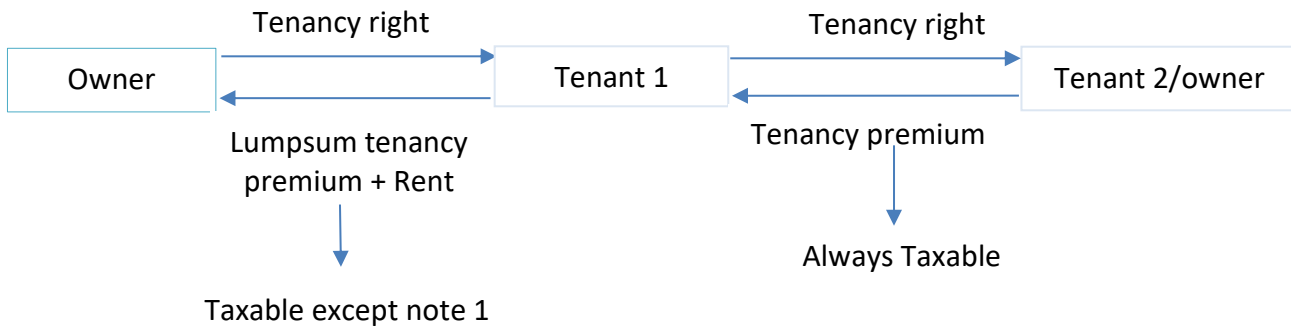 Tenancy right
Tenancy right
Owner
Tenant 1
Tenant 2/owner
Lumpsum tenancy
premium + Rent
Tenancy premium
Always Taxable
Taxable except note 1